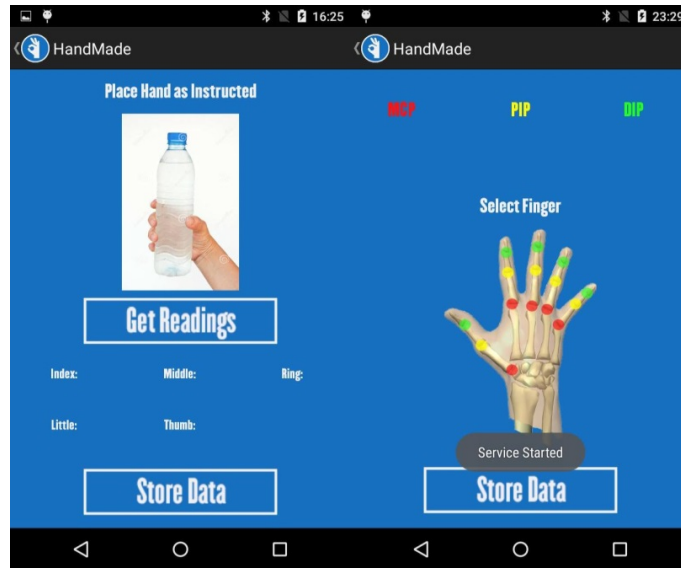 16:25
HandMade
Place Hand as Instructed
Get Readings
Index:
Middle:
Ring:
Little:
Thumb:
Store Data
23:29
HandMade
MCP
PIP
DIP
Select Finger
Service Started
Store Data